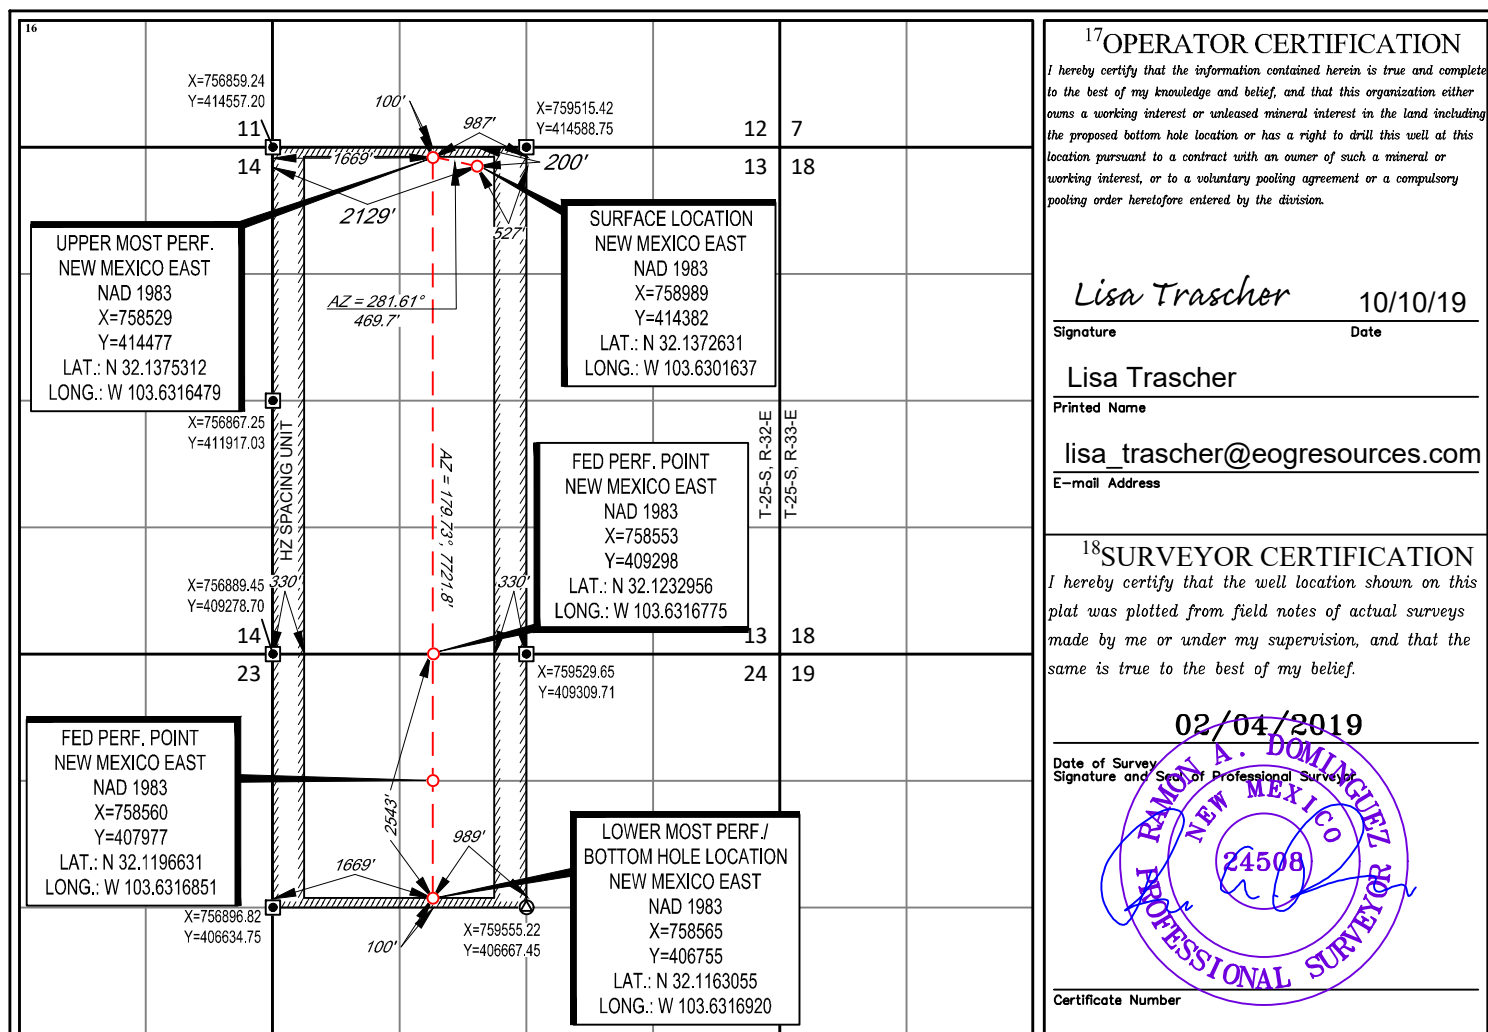 16
X=756859.24
Y=414557.20
100'
987'
X=759515.42
Y=414588.75
11
12
7
14
1669'
200'
13
18
2129'
527'
UPPER MOST PERF.
NEW MEXICO EAST
NAD 1983
X=758529
Y=414477
LAT.: N 32.1375312
LONG.: W 103.6316479
SURFACE LOCATION
NEW MEXICO EAST
NAD 1983
X=758989
Y=414382
LAT.: N 32.1372631
LONG.: W 103.6301637
AZ = 281.61°
469.7'
X=756867.25
Y=411917.03
HZ SPACING UNIT
AZ = 179.73°, 7721.8'
T-25-S, R-32-E
T-25-S, R-33-E
FED PERF. POINT
NEW MEXICO EAST
NAD 1983
X=758553
Y=409298
LAT.: N 32.1232956
LONG.: W 103.6316775
X=756889.45
Y=409278.70
330'
330'
14
13
18
23
24
19
X=759529.65
Y=409309.71
FED PERF. POINT
NEW MEXICO EAST
NAD 1983
X=758560
Y=407977
LAT.: N 32.1196631
LONG.: W 103.6316851
2543'
989'
1669'
LOWER MOST PERF./
BOTTOM HOLE LOCATION
NEW MEXICO EAST
NAD 1983
X=758565
Y=406755
LAT.: N 32.1163055
LONG.: W 103.6316920
X=756896.82
Y=406634.75
100'
X=759555.22
Y=406667.45
17OPERATOR CERTIFICATION
I hereby certify that the information contained herein is true and complete
to the best of my knowledge and belief, and that this organization either
owns a working interest or unleased mineral interest in the land including
the proposed bottom hole location or has a right to drill this well at this
location pursuant to a contract with an owner of such a mineral or
working interest, or to a voluntary pooling agreement or a compulsory
pooling order heretofore entered by the division.
Lisa Trascher 10/10/19
Signature Date
Lisa Trascher
Printed Name
lisa_trascher@eogresources.com
E-mail Address
18SURVEYOR CERTIFICATION
I hereby certify that the well location shown on this
plat was plotted from field notes of actual surveys
made by me or under my supervision, and that the
same is true to the best of my belief.
02/04/2019
Date of Survey
Signature and Seal of Professional Surveyor
RAMON A. DOMINGUEZ
NEW MEXICO
24508
PROFESSIONAL SURVEYOR
Certificate Number